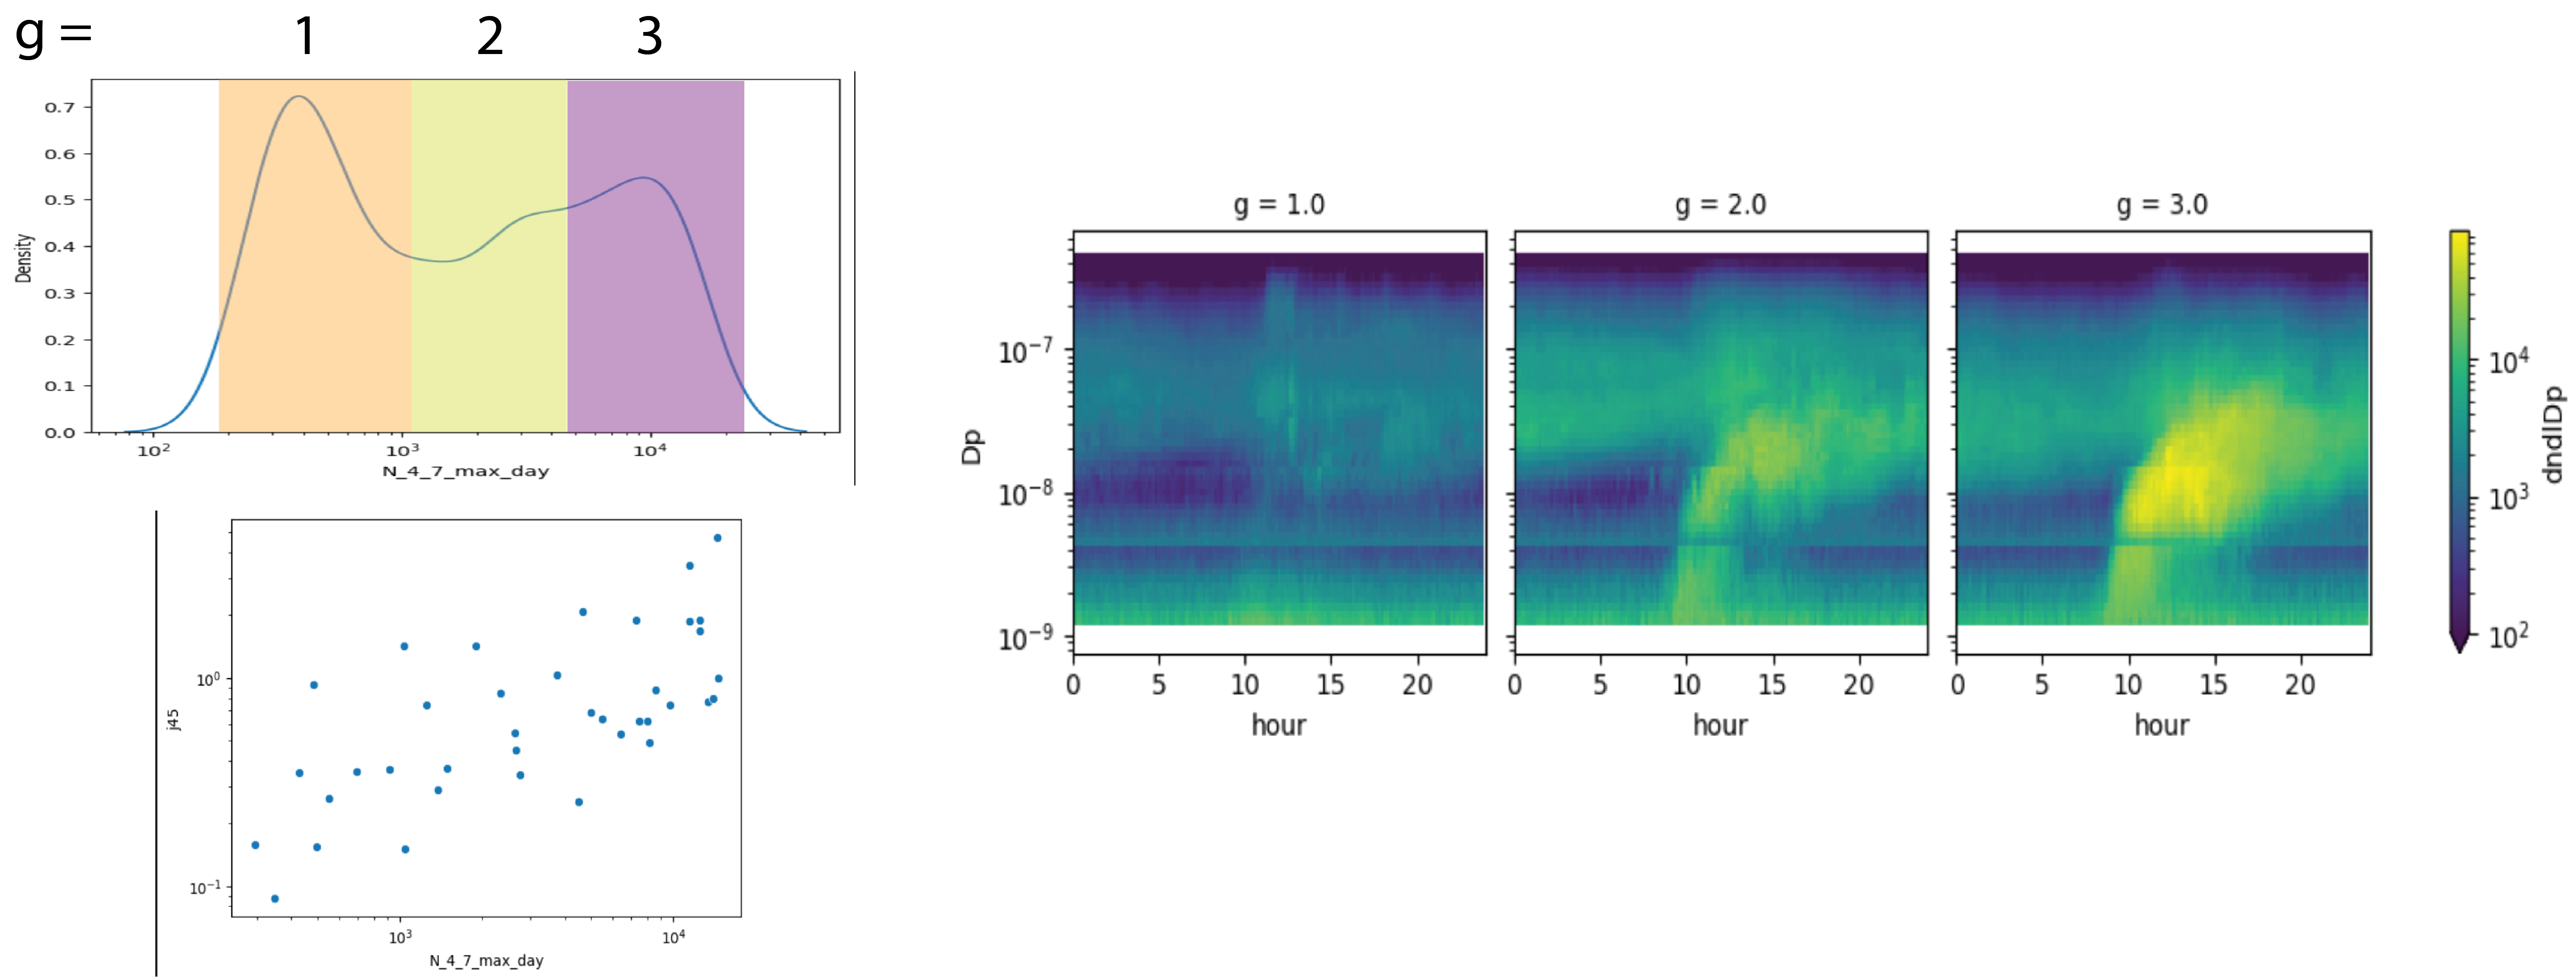 g = 1 2 3
0.7
0.6
0.5
0.4
0.3
0.2
0.1
0.0
Density
10² 10³ 10⁴
N_4_7_max_day
10⁰
10⁻¹
j45
10³ 10⁴
N_4_7_max_day
g = 1.0 g = 2.0 g = 3.0
10⁻⁷
10⁻⁸
10⁻⁹
Dp
0 5 10 15 20 0 5 10 15 20 0 5 10 15 20
hour hour hour
10⁴
10³
10²
dndlDp